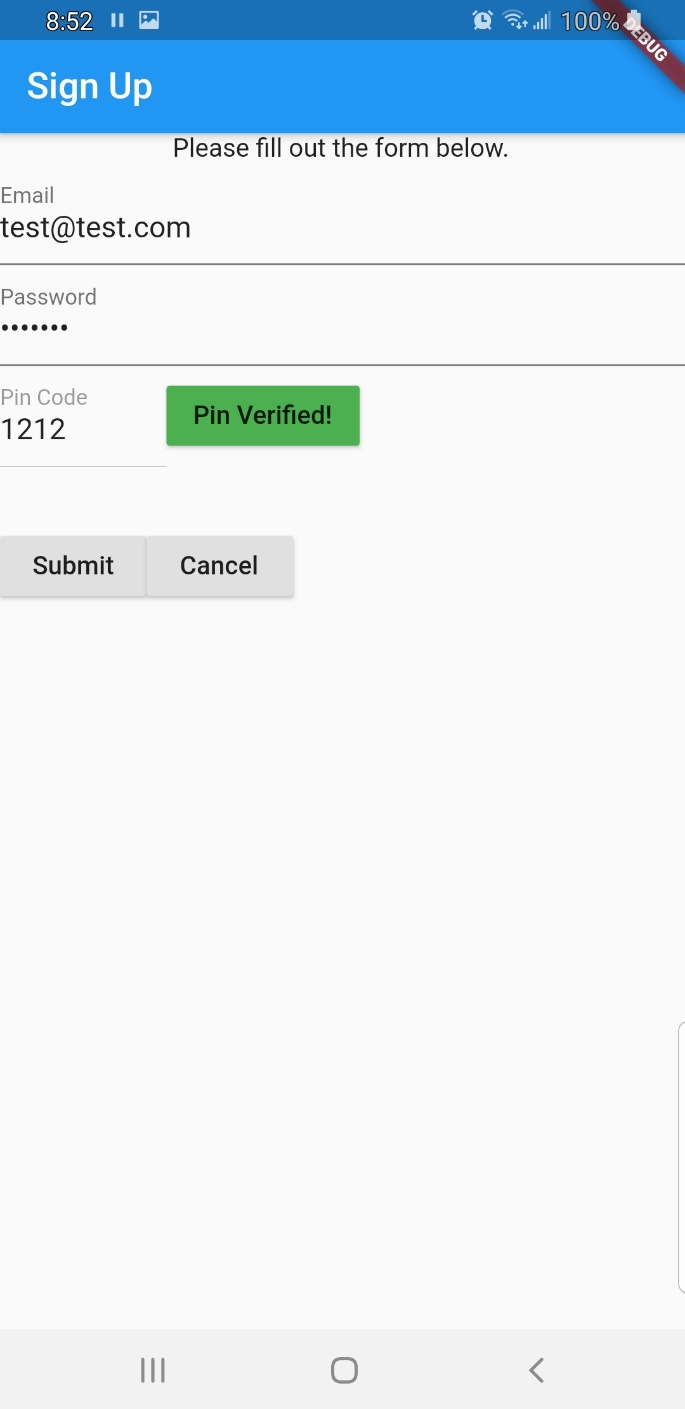 8:52 100%
DEBUG
Sign Up
Please fill out the form below.
Email
test@test.com
Password
•••••••
Pin Code
1212
Pin Verified!
Submit Cancel